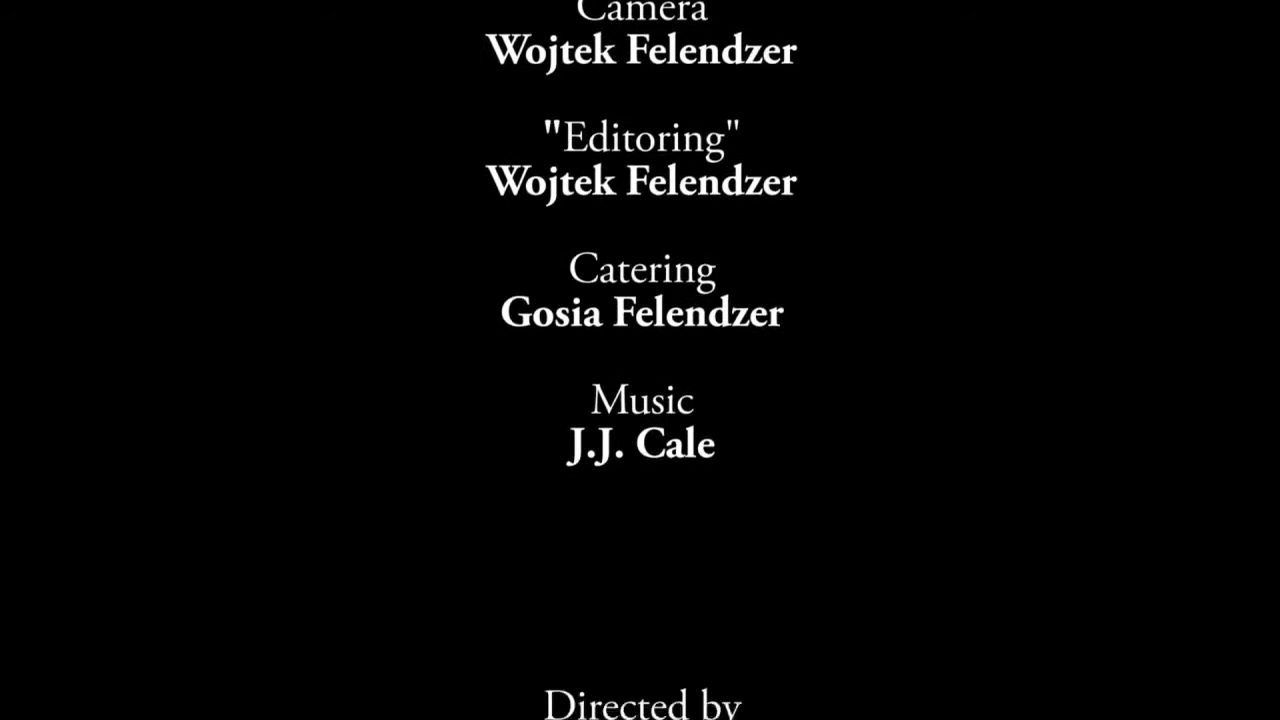 Camera
Wojtek Felendzer
"Editoring"
Wojtek Felendzer
Catering
Gosia Felendzer
Music
J.J. Cale
Directed by